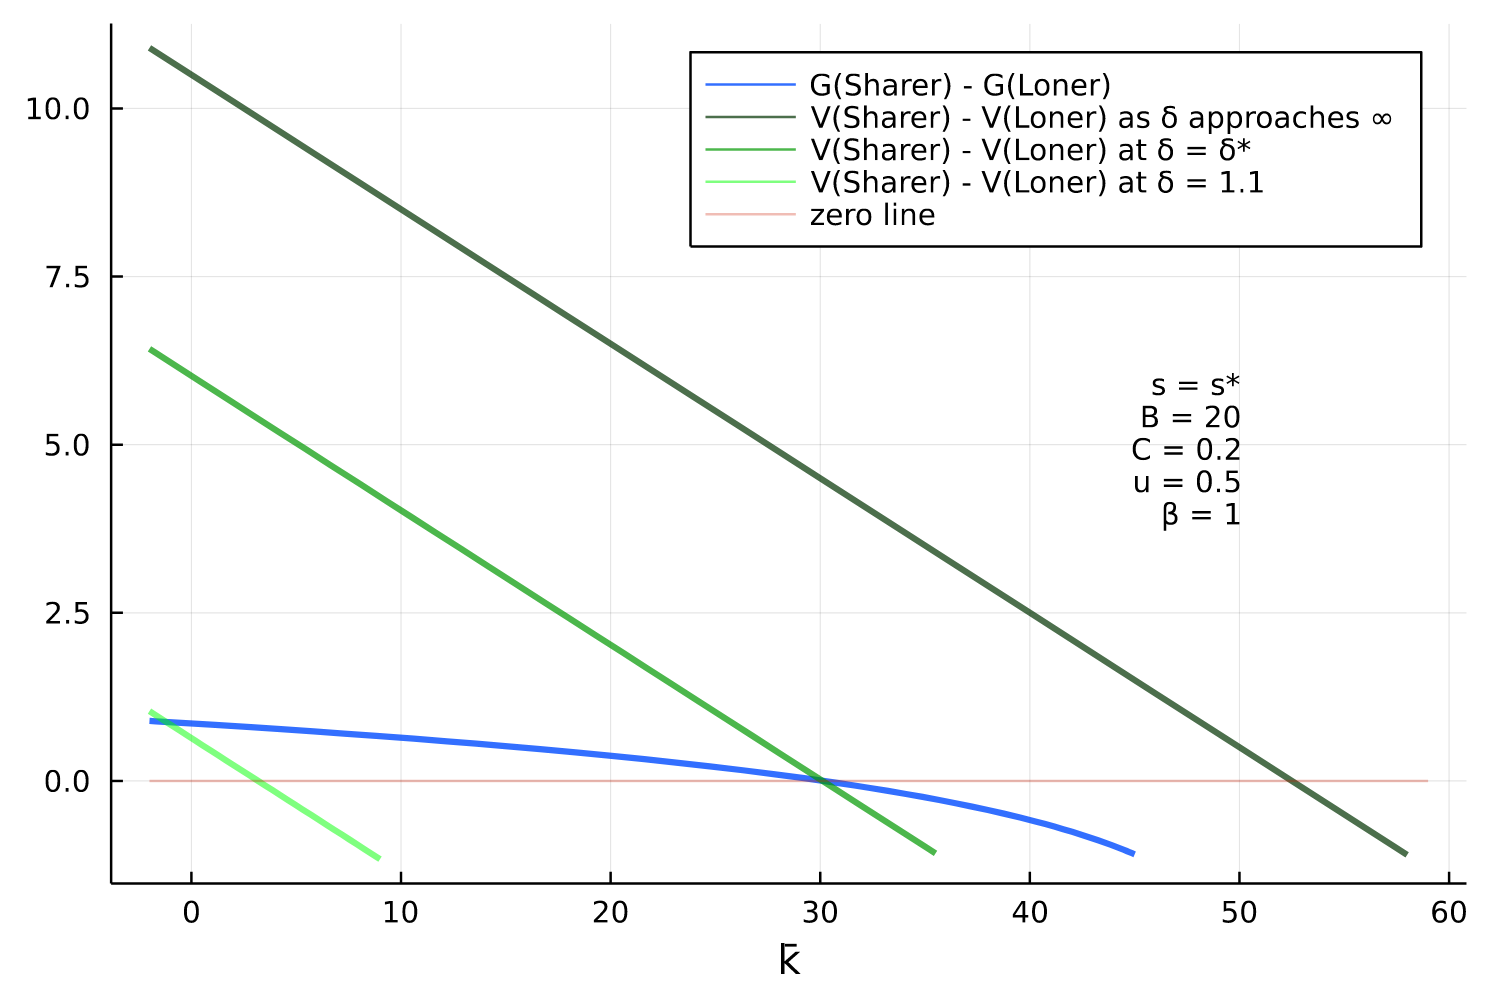 10.0
7.5
5.0
2.5
0.0
G(Sharer) - G(Loner)
V(Sharer) - V(Loner) as δ approaches ∞
V(Sharer) - V(Loner) at δ = δ*
V(Sharer) - V(Loner) at δ = 1.1
zero line
s = s*
B = 20
C = 0.2
u = 0.5
β = 1
0 10 20 30 40 50 60
k̄